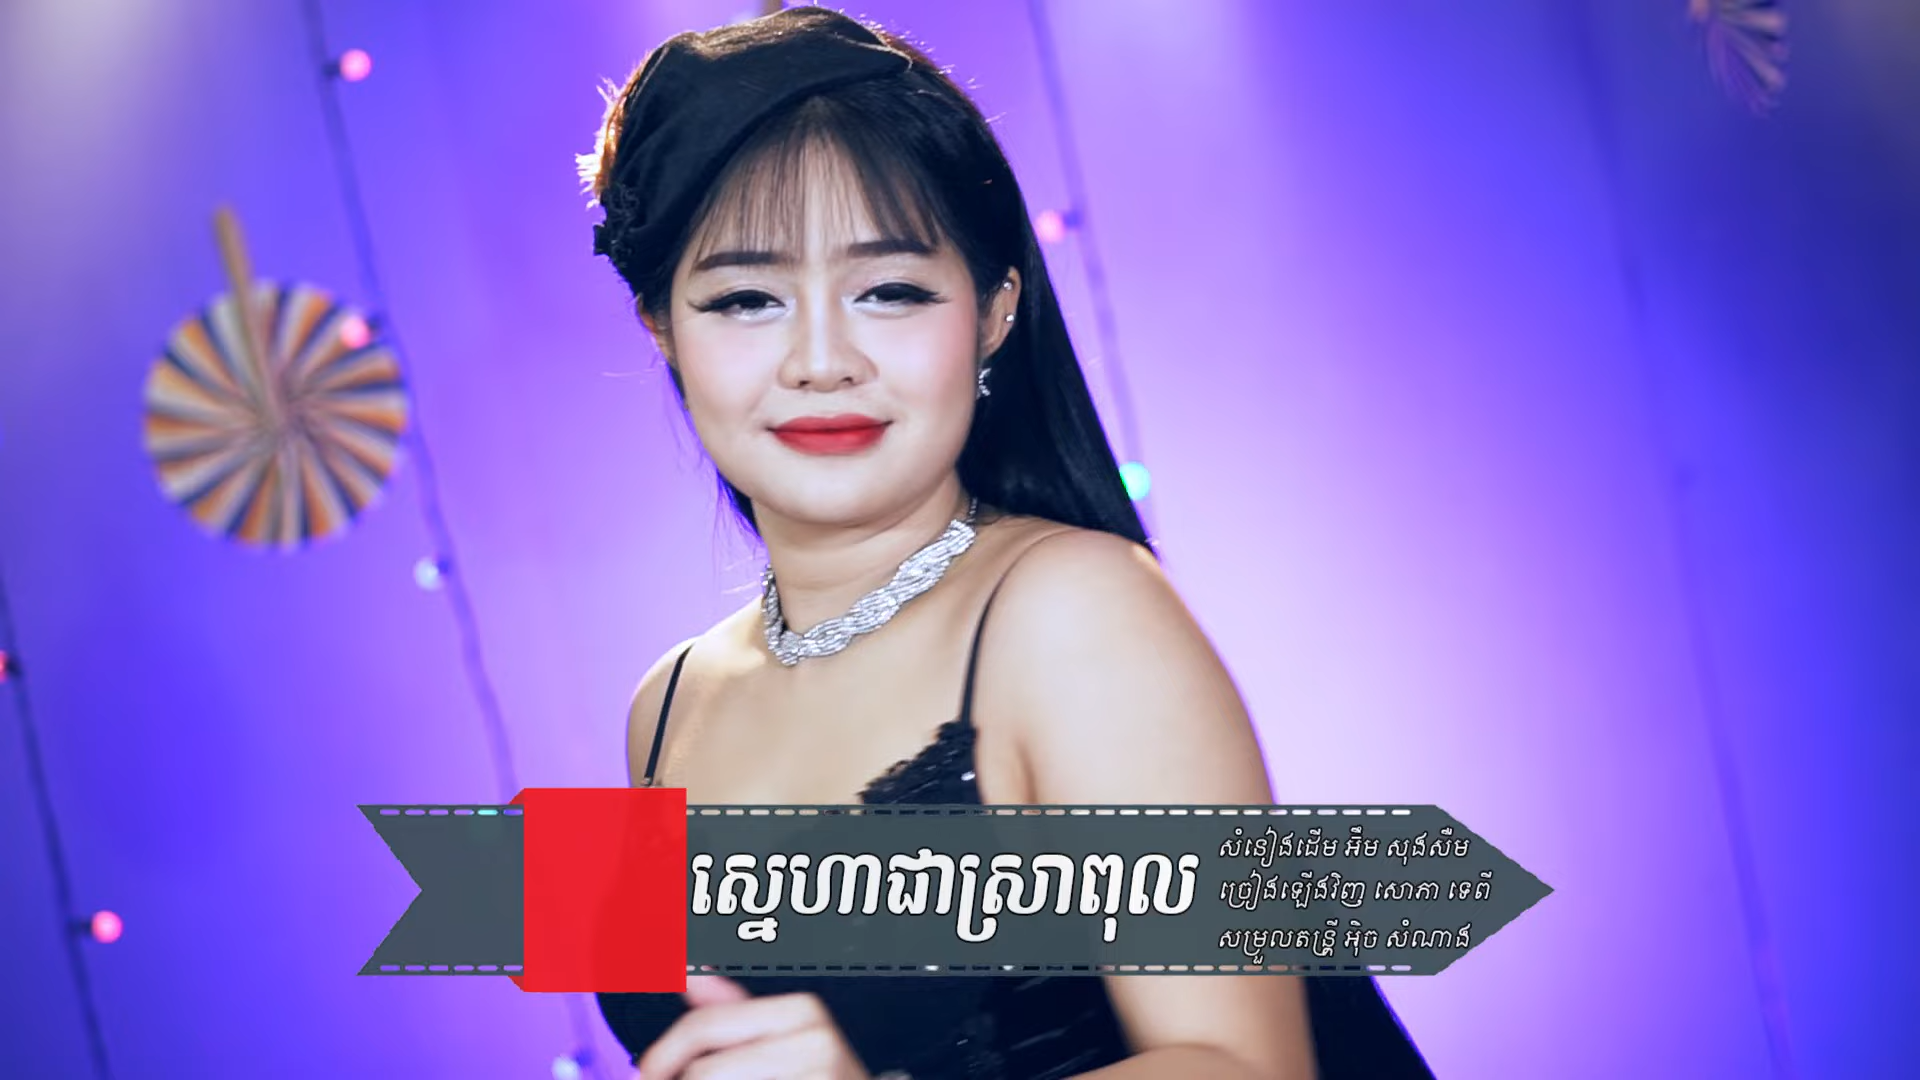 ស្នេហាជាស្រាពុល
សំនៀងដើម អ៊ឹម សុងសឺម
ច្រៀងឡើងវិញ សោភា ទេពី
សម្រួលតន្ត្រី អ៊ិច សំណាង